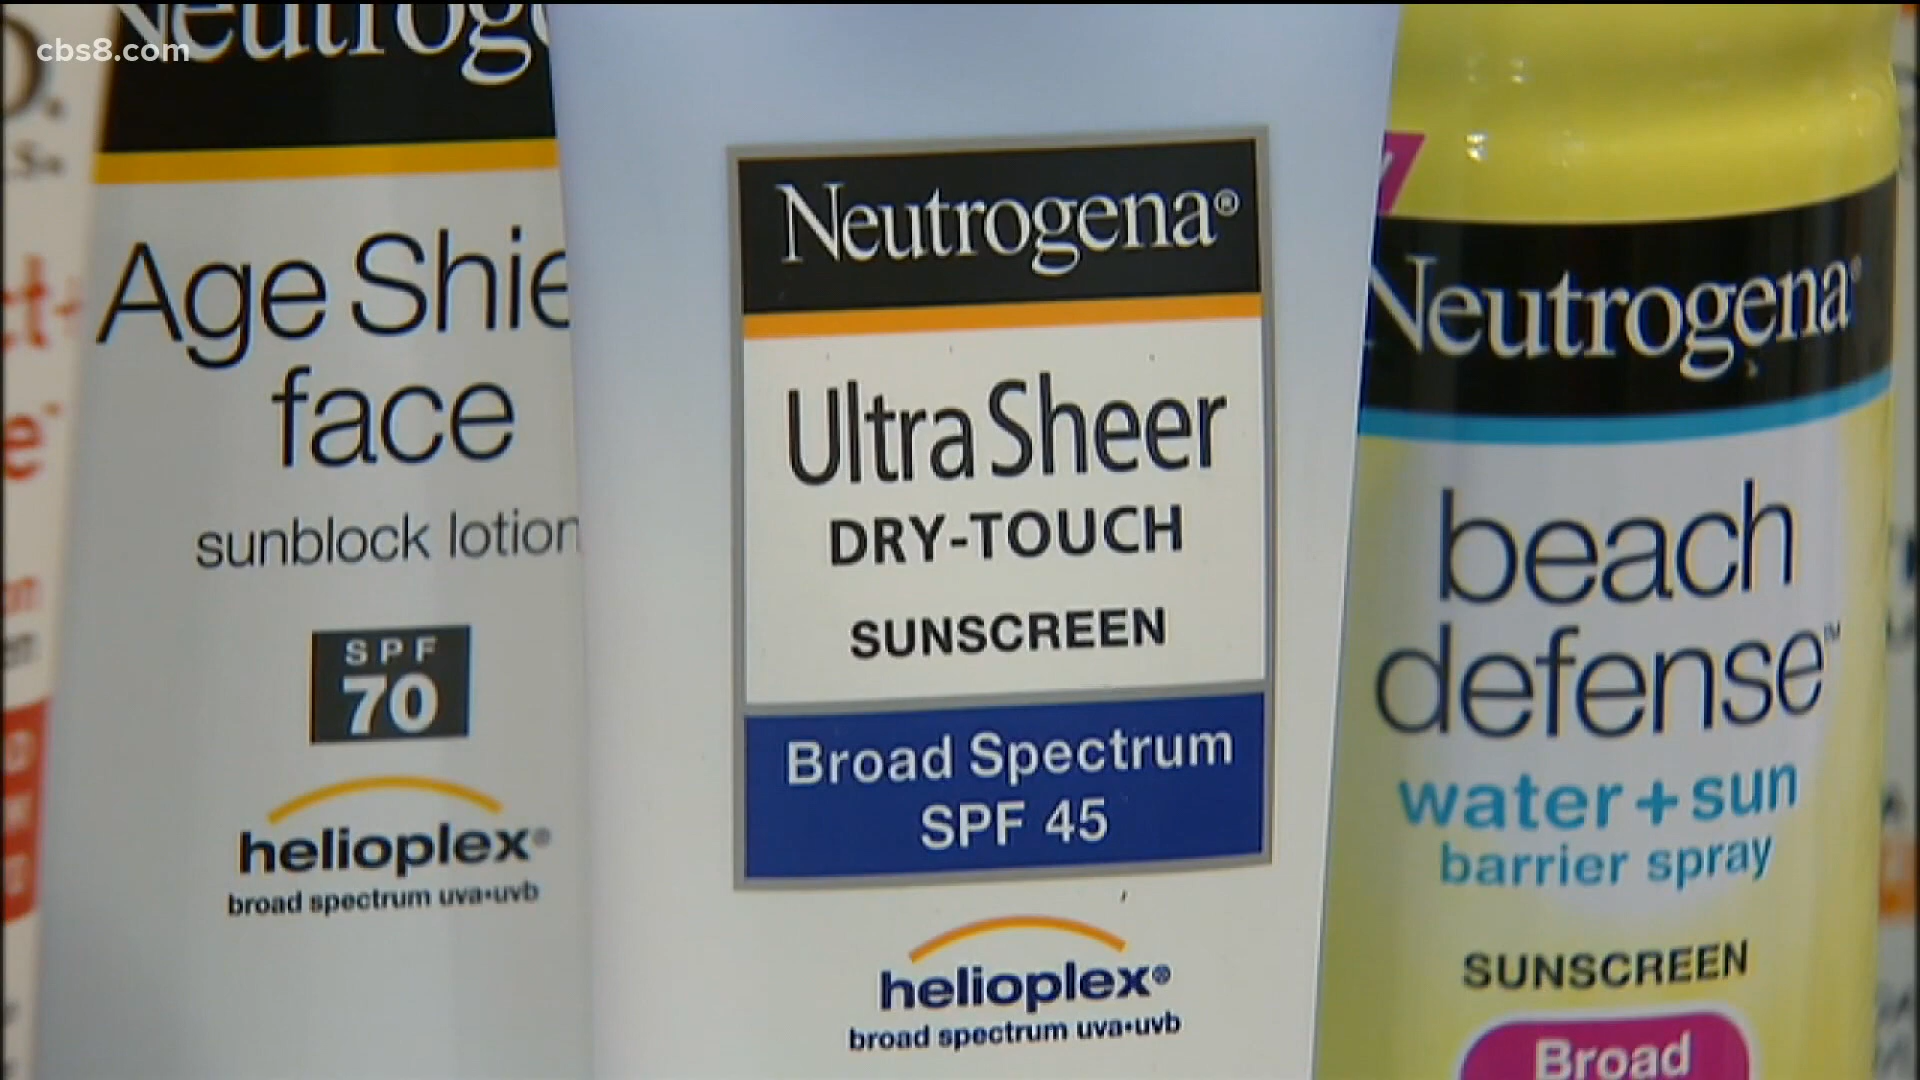 cbs8.com
Neutrogena
Age Shie
face
sunblock lotion
SPF
70
helioplex®
broad spectrum uva•uvb
Neutrogena®
Ultra Sheer
DRY-TOUCH
SUNSCREEN
Broad Spectrum
SPF 45
helioplex®
broad spectrum uva•uvb
Neutrogena®
beach
defense™
water + sun
barrier spray
SUNSCREEN
Broad